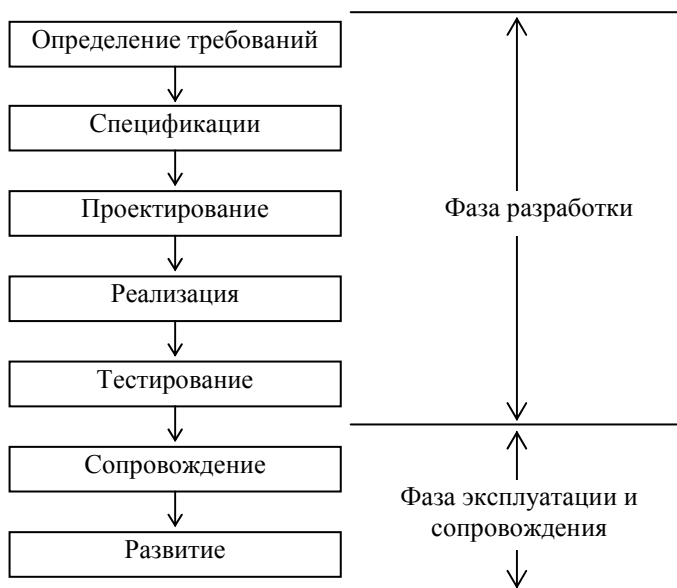 Определение требований
Спецификации
Проектирование
Реализация
Тестирование
Сопровождение
Развитие
Фаза разработки
Фаза эксплуатации и
сопровождения